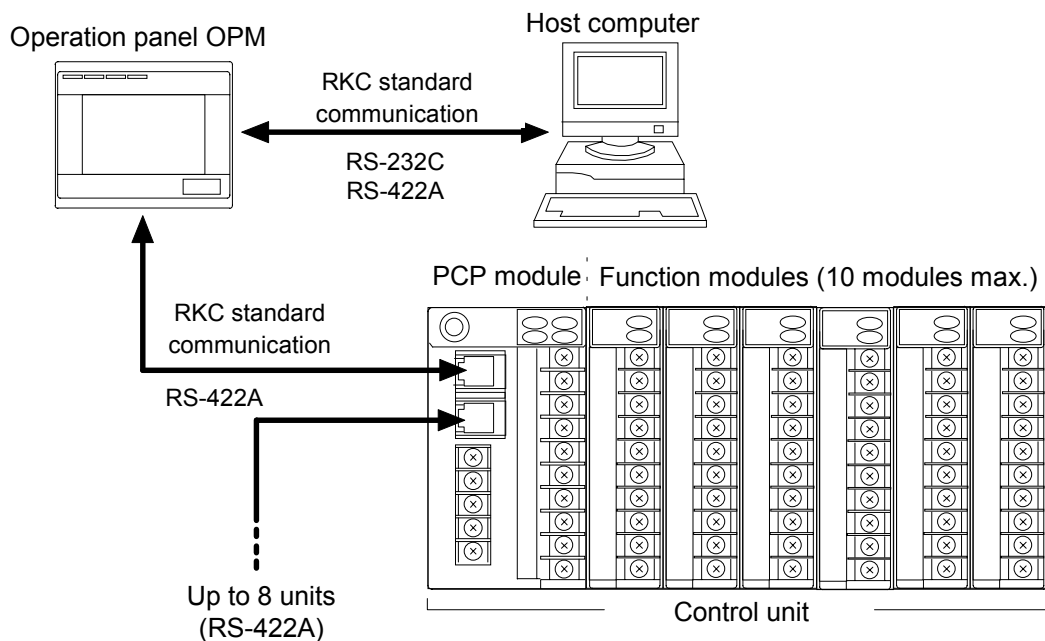 Operation panel OPM
Host computer
RKC standard
communication
RS-232C
RS-422A
PCP module
Function modules (10 modules max.)
RKC standard
communication
RS-422A
Up to 8 units
(RS-422A)
Control unit